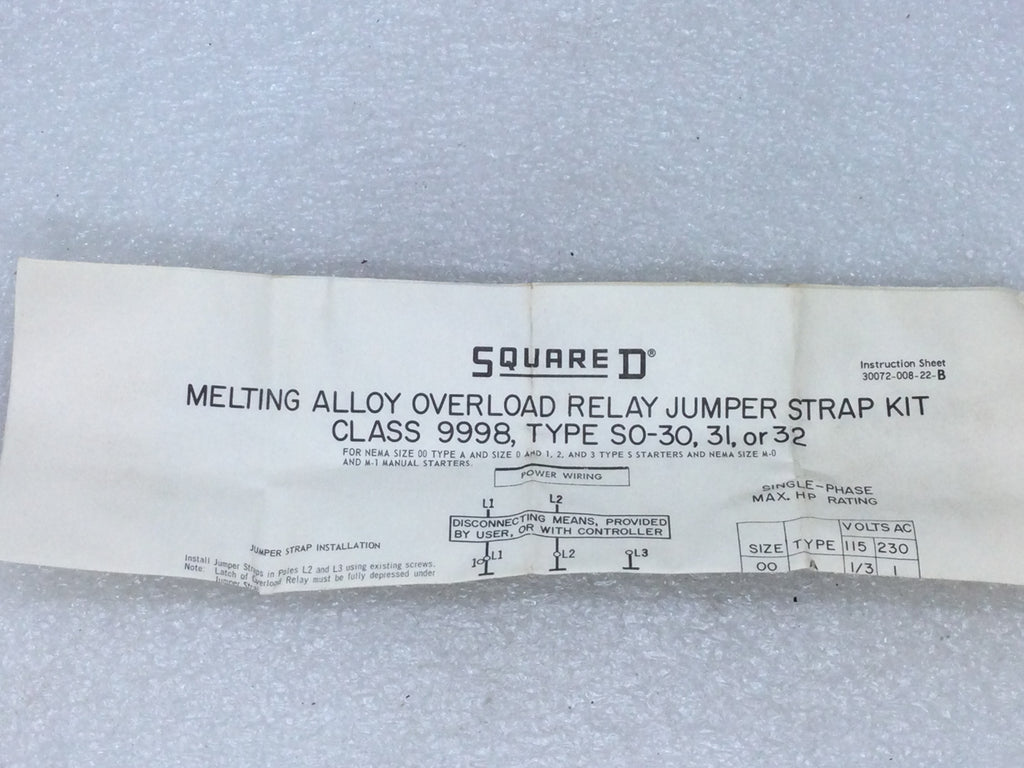 SQUARE D®
Instruction Sheet
30072-008-22-B
MELTING ALLOY OVERLOAD RELAY JUMPER STRAP KIT
CLASS 9998, TYPE SO-30, 31, or 32
FOR NEMA SIZE 00 TYPE A AND SIZE 0 AND 1, 2, AND 3 TYPE S STARTERS AND NEMA SIZE M-0
AND M-1 MANUAL STARTERS.
POWER WIRING
L1 L2
DISCONNECTING MEANS, PROVIDED
BY USER, OR WITH CONTROLLER
L1 L2 L3
JUMPER STRAP INSTALLATION
Install Jumper Straps in Poles L2 and L3 using existing screws.
Note: Latch of Overload Relay must be fully depressed under
SINGLE-PHASE
MAX. HP RATING
VOLTS AC
SIZE TYPE 115 230
00 A 1/3 1